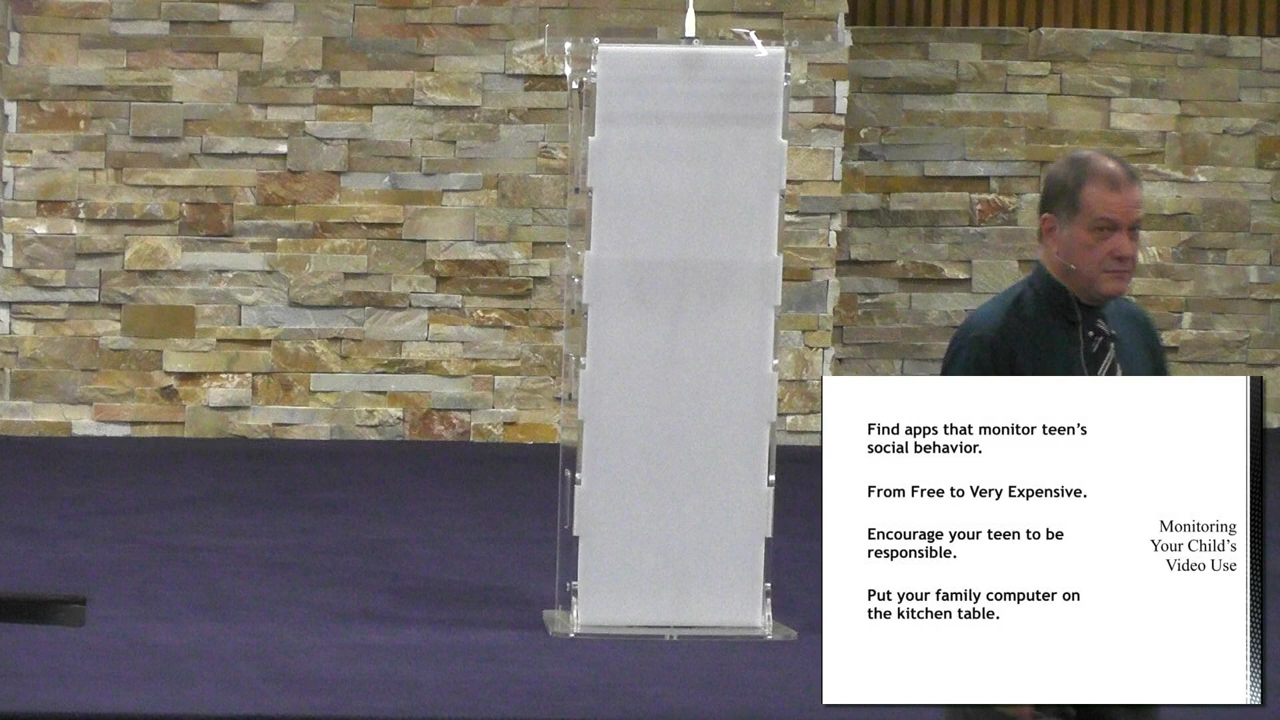 Find apps that monitor teen's
social behavior.
From Free to Very Expensive.
Encourage your teen to be
responsible.
Put your family computer on
the kitchen table.
Monitoring
Your Child's
Video Use